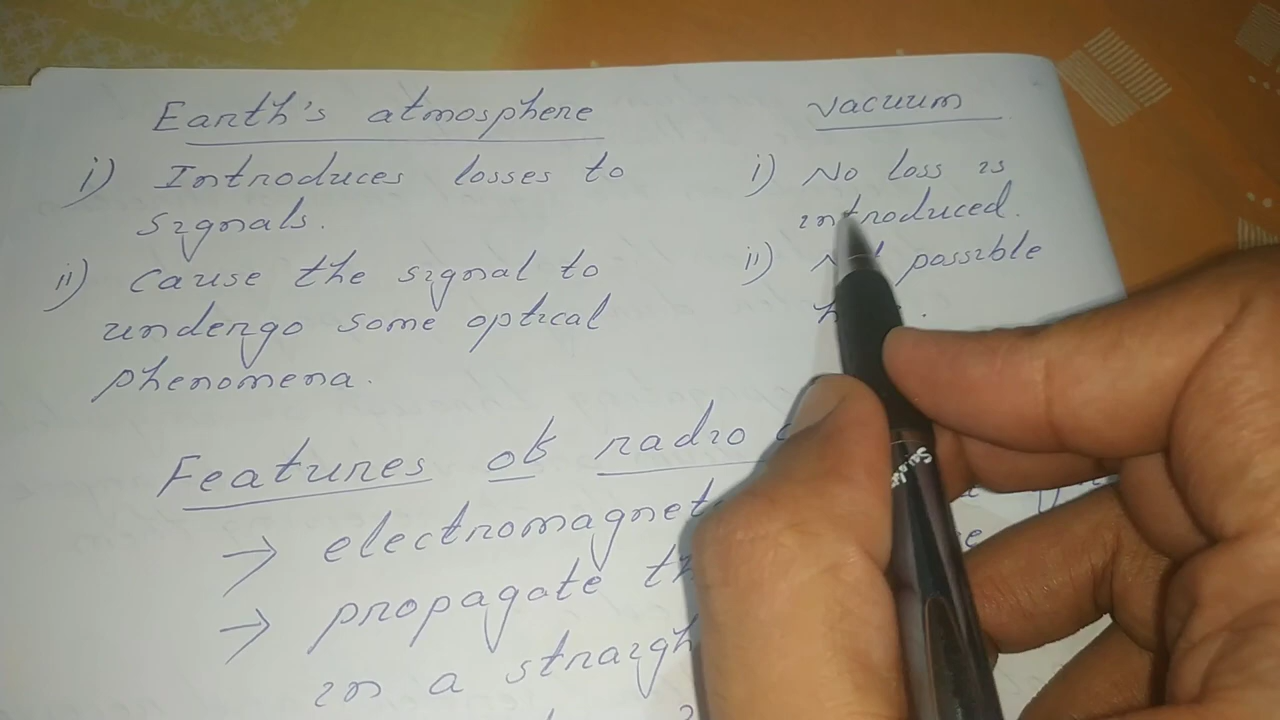 Earth's atmosphere
i) Introduces losses to
signals.
ii) cause the signal to
undergo some optical
phenomena.
vacuum
i) No loss is
introduced.
ii) possible
Features of radio
→ electromagnet
→ propagate
in a straigh